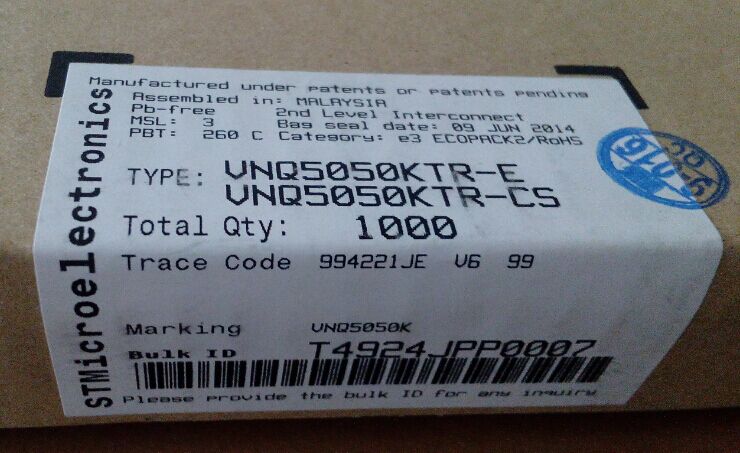 STMicroelectronics
Manufactured under patents or patents pending
Assembled in: MALAYSIA
Pb-free 2nd Level Interconnect
MSL: 3 Bag seal date: 09 JUN 2014
PBT: 260 C Category: e3 ECOPACK2/RoHS
TYPE: VNQ5050KTR-E
VNQ5050KTR-CS
Total Qty: 1000
Trace Code 994221JE V6 99
Marking VNQ5050K
Bulk ID T4924JPP0007
Please provide the bulk ID for any inquiry